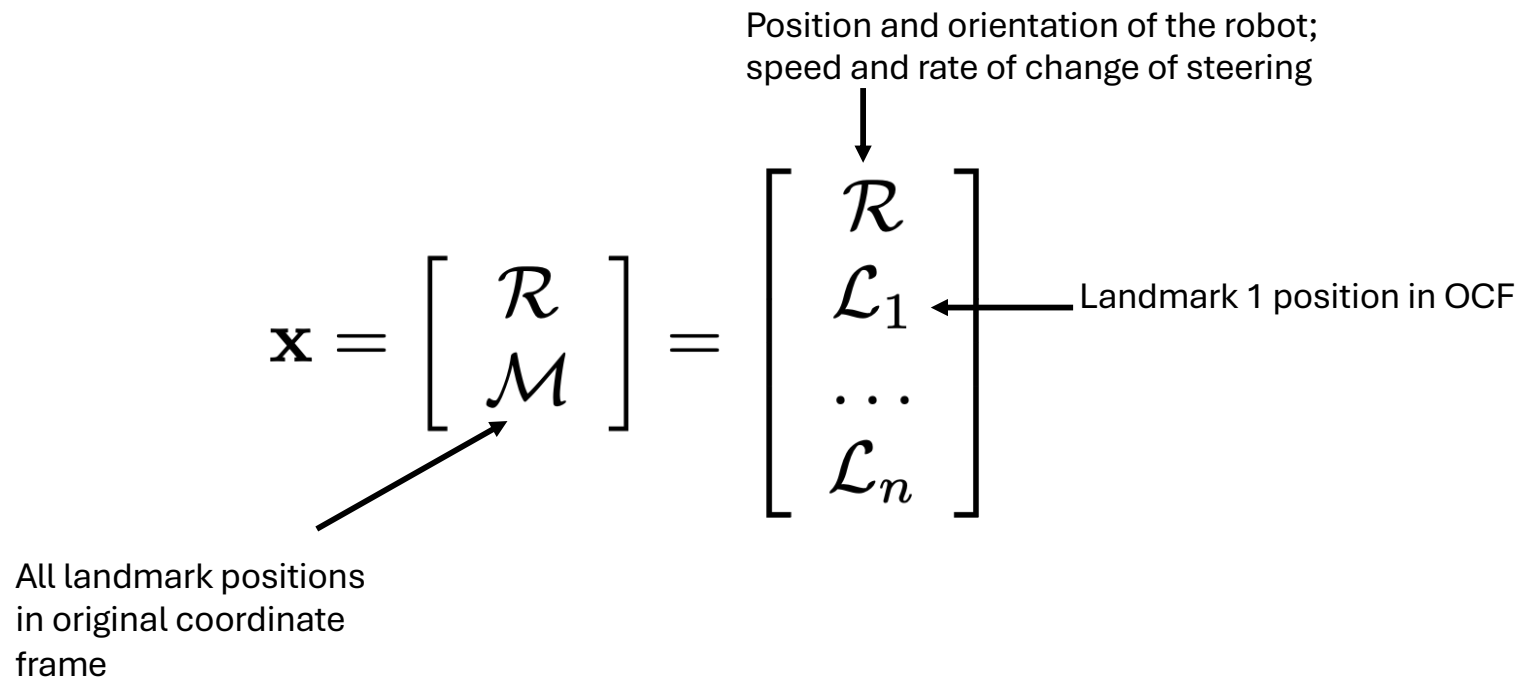 Position and orientation of the robot;
speed and rate of change of steering
x = [ ℛ ℳ ] = [ ℛ ℒ₁ ... ℒₙ ]
Landmark 1 position in OCF
All landmark positions
in original coordinate
frame